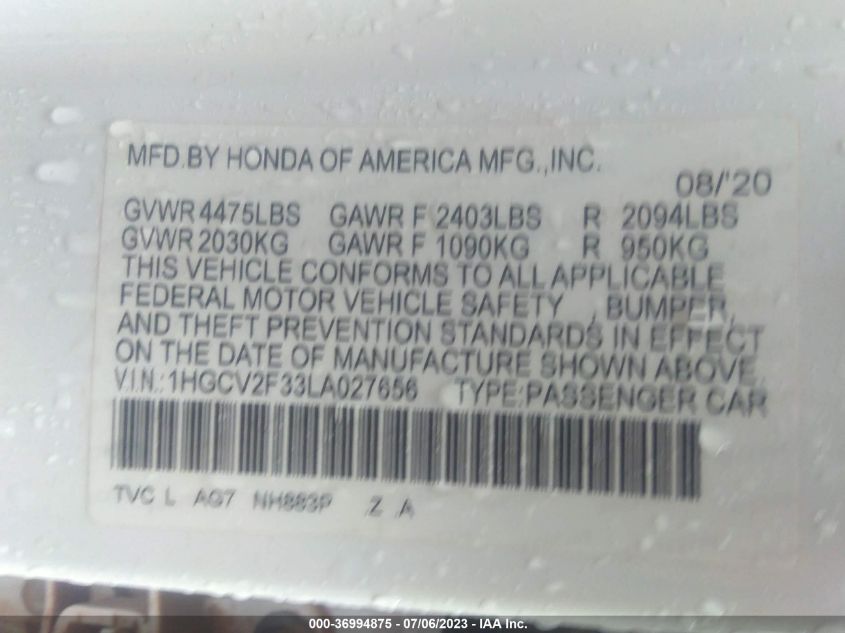 MFD.BY HONDA OF AMERICA MFG.,INC.
08/'20
GVWR 4475LBS GAWR F 2403LBS R 2094LBS
GVWR 2030KG GAWR F 1090KG R 950KG
THIS VEHICLE CONFORMS TO ALL APPLICABLE
FEDERAL MOTOR VEHICLE SAFETY , BUMPER,
AND THEFT PREVENTION STANDARDS IN EFFECT
ON THE DATE OF MANUFACTURE SHOWN ABOVE.
V.I.N.: 1HGCV2F33LA027656 TYPE:PASSENGER CAR
TVC L AG7 NH883P Z A
000-36994875 / 07/06/2023 - IAA Inc.